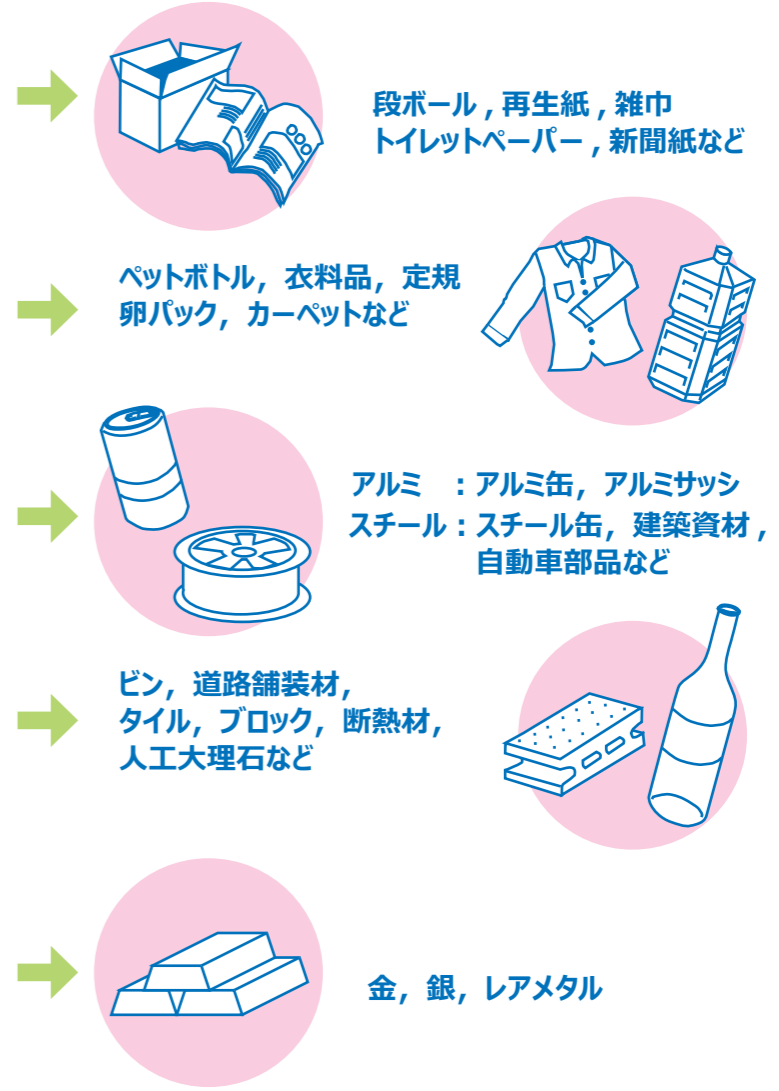 段ボール , 再生紙 , 雑巾
トイレットペーパー , 新聞紙など
ペットボトル, 衣料品, 定規
卵パック, カーペットなど
アルミ : アルミ缶, アルミサッシ
スチール : スチール缶, 建築資材 ,
自動車部品など
ビン, 道路舗装材,
タイル, ブロック, 断熱材,
人工大理石など
金, 銀, レアメタル